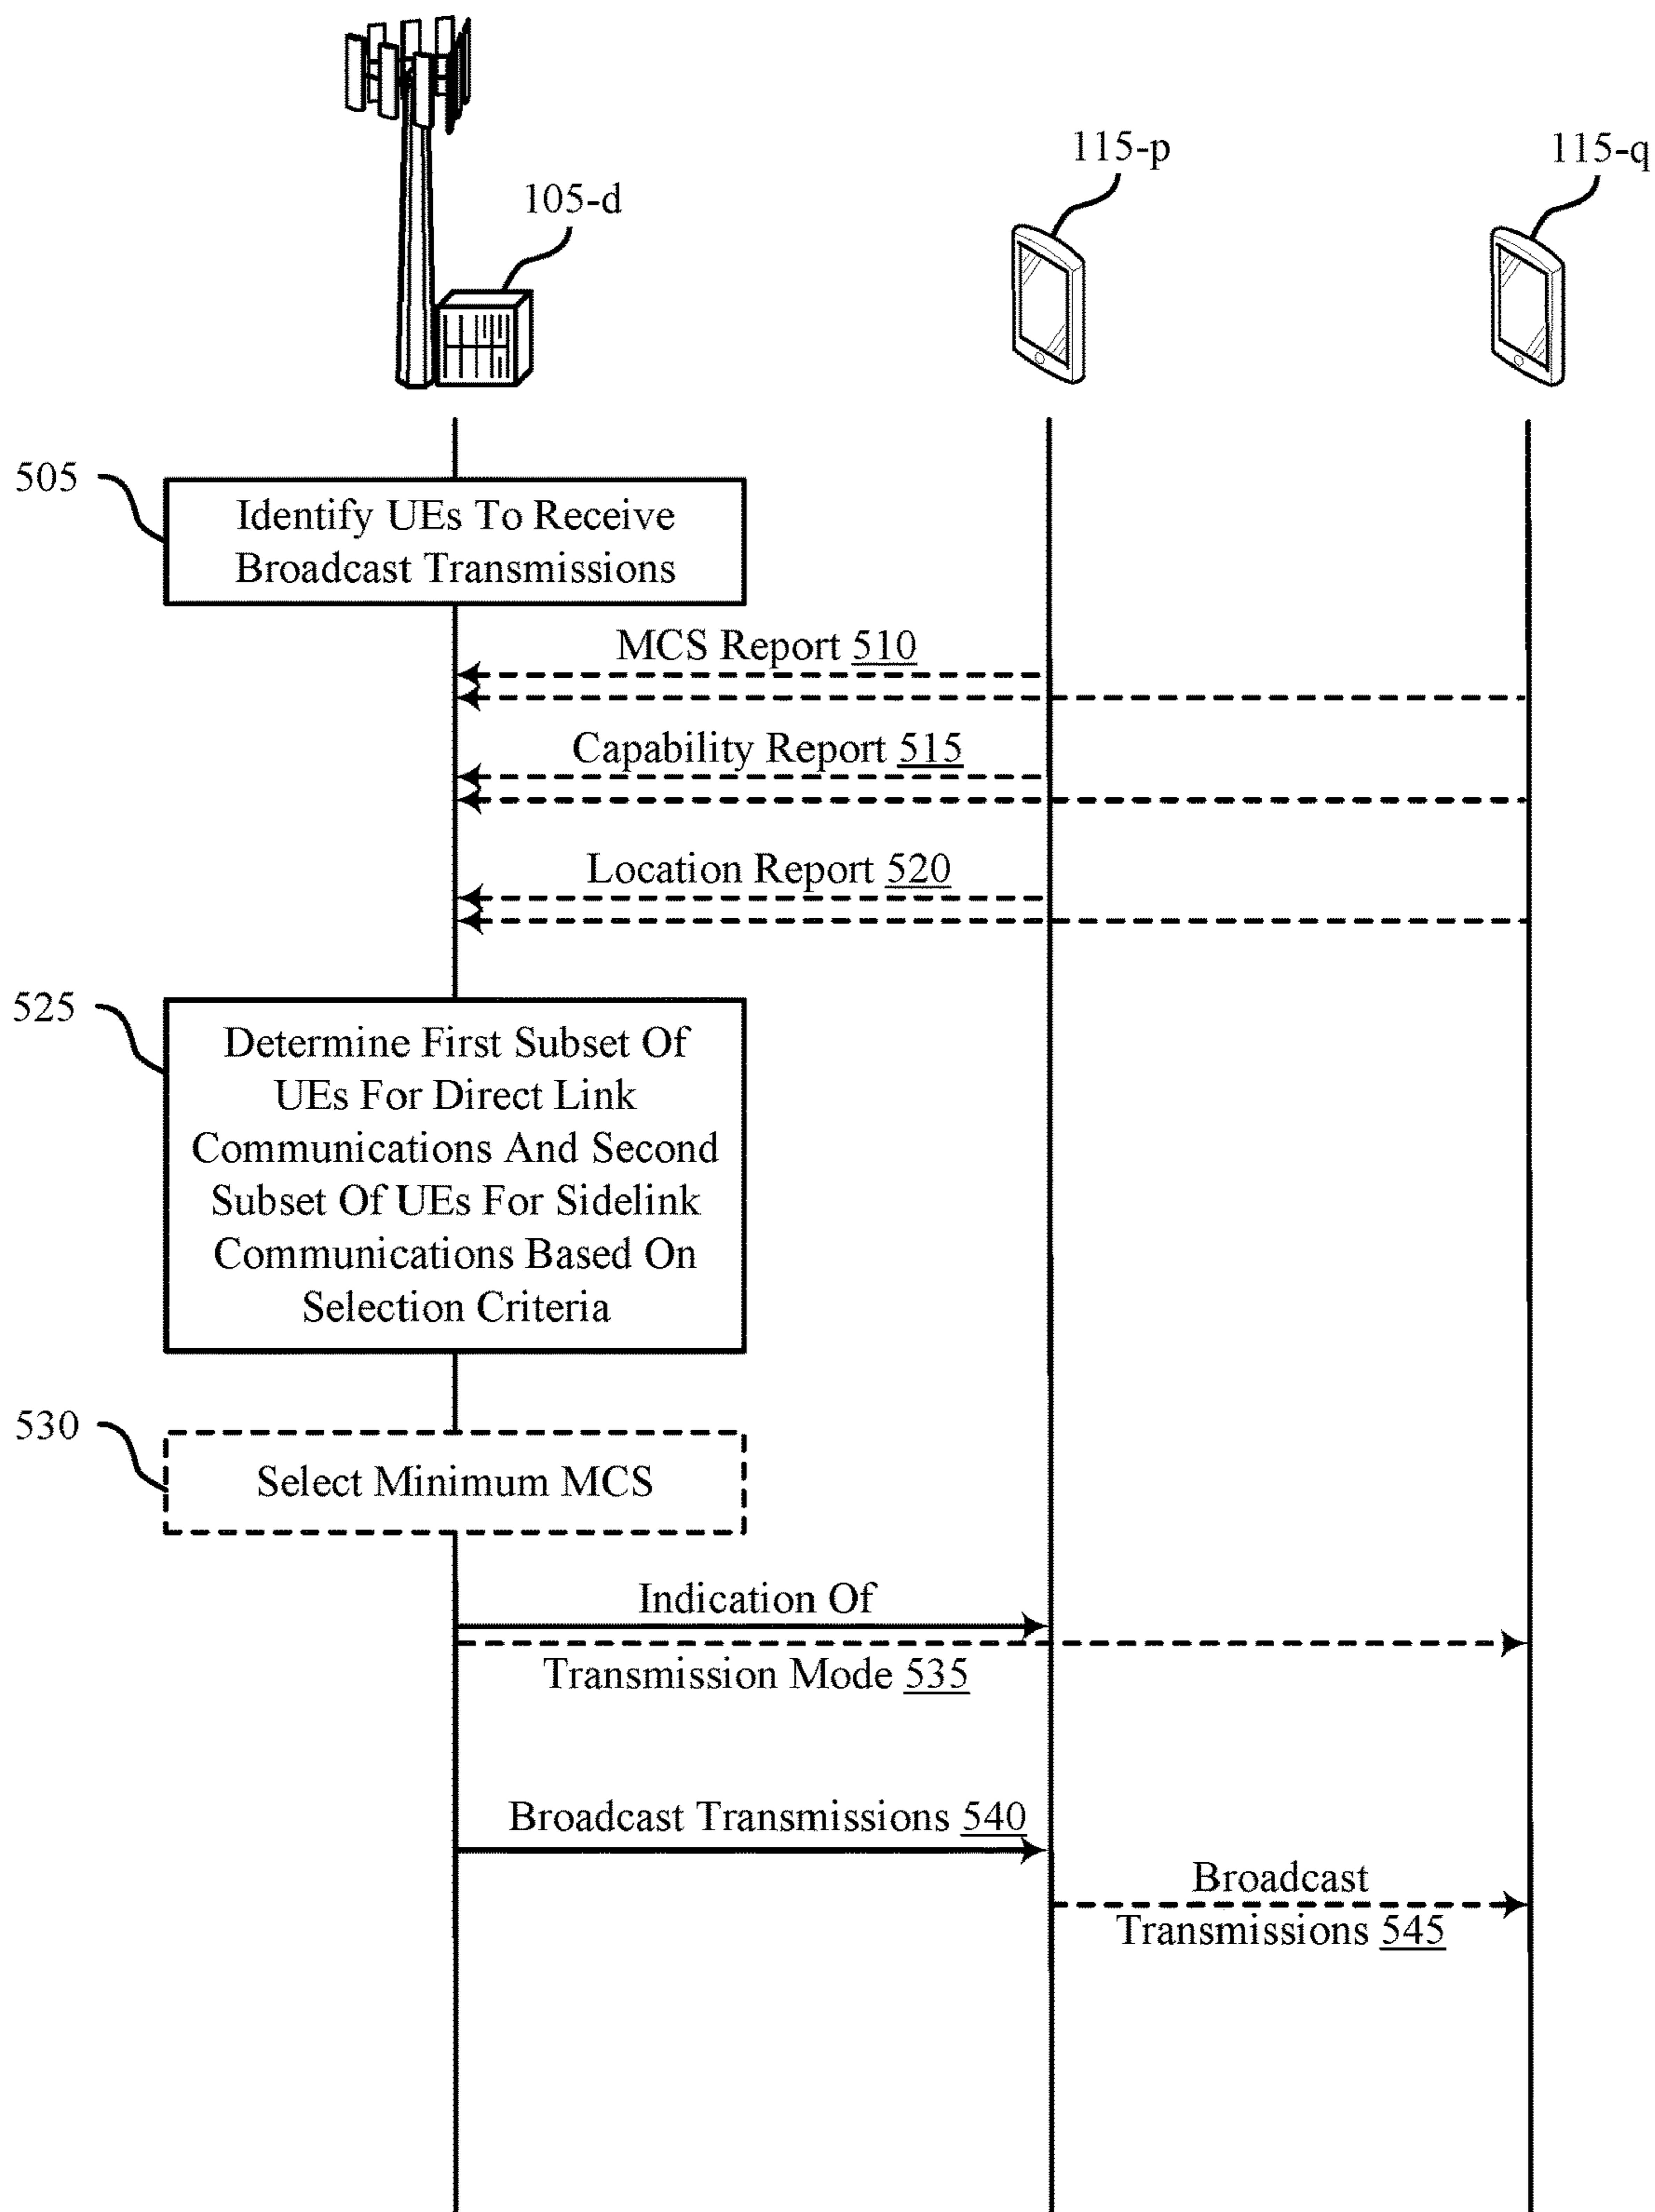 115-p
115-q
105-d
505
Identify UEs To Receive
Broadcast Transmissions
MCS Report 510
Capability Report 515
Location Report 520
525
Determine First Subset Of
UEs For Direct Link
Communications And Second
Subset Of UEs For Sidelink
Communications Based On
Selection Criteria
530
Select Minimum MCS
Indication Of
Transmission Mode 535
Broadcast Transmissions 540
Broadcast
Transmissions 545